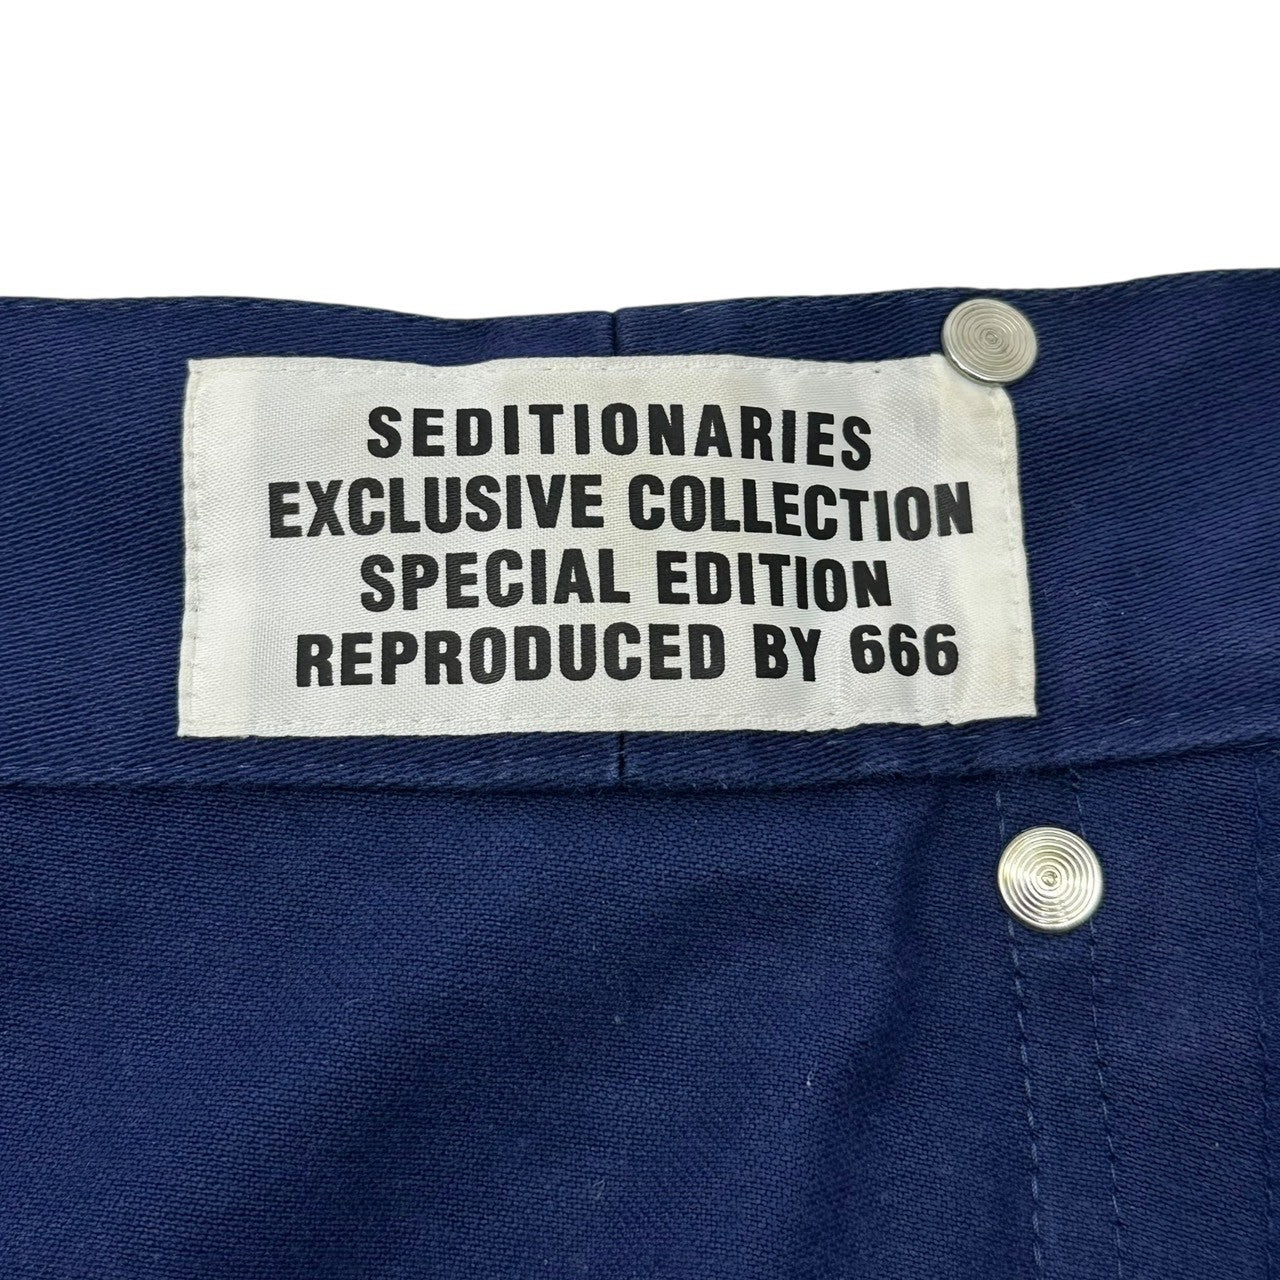 SEDITIONARIES
EXCLUSIVE COLLECTION
SPECIAL EDITION
REPRODUCED BY 666